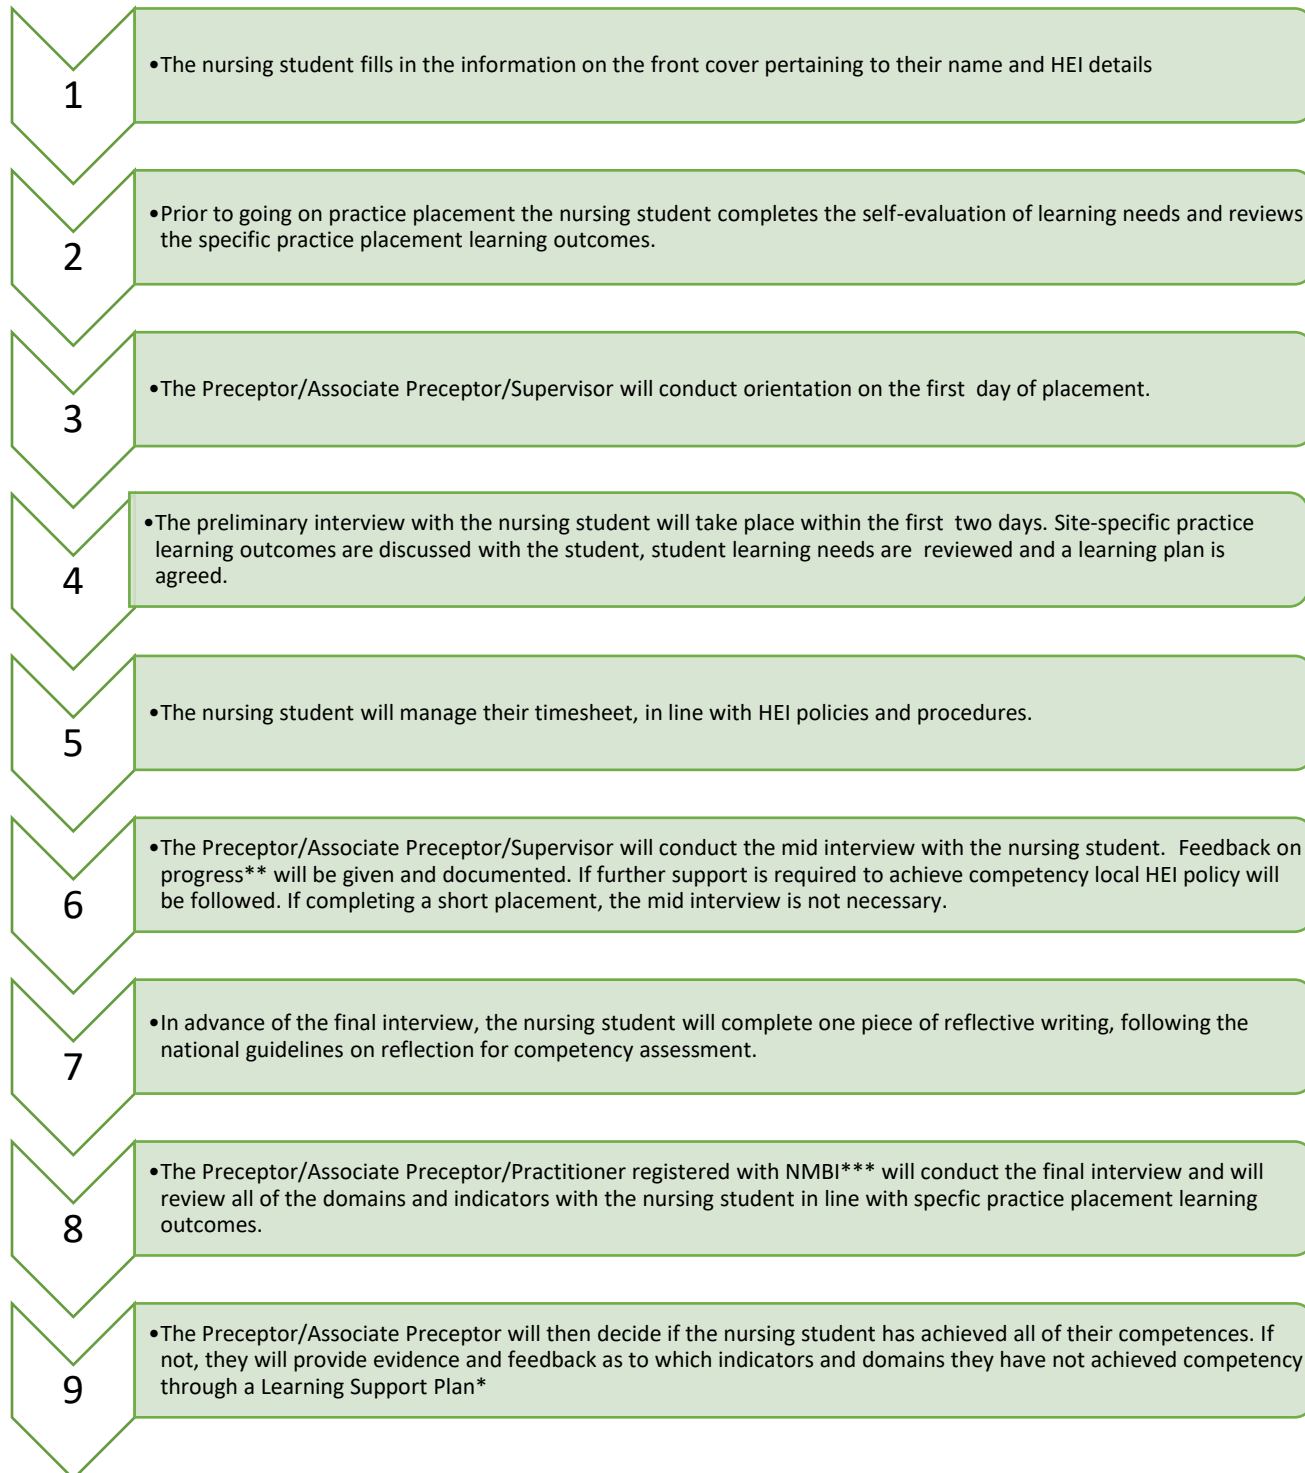 1
•The nursing student fills in the information on the front cover pertaining to their name and HEI details
2
•Prior to going on practice placement the nursing student completes the self-evaluation of learning needs and reviews
the specific practice placement learning outcomes.
3
•The Preceptor/Associate Preceptor/Supervisor will conduct orientation on the first day of placement.
4
•The preliminary interview with the nursing student will take place within the first two days. Site-specific practice
learning outcomes are discussed with the student, student learning needs are reviewed and a learning plan is
agreed.
5
•The nursing student will manage their timesheet, in line with HEI policies and procedures.
6
•The Preceptor/Associate Preceptor/Supervisor will conduct the mid interview with the nursing student. Feedback on
progress** will be given and documented. If further support is required to achieve competency local HEI policy will
be followed. If completing a short placement, the mid interview is not necessary.
7
•In advance of the final interview, the nursing student will complete one piece of reflective writing, following the
national guidelines on reflection for competency assessment.
8
•The Preceptor/Associate Preceptor/Practitioner registered with NMBI*** will conduct the final interview and will
review all of the domains and indicators with the nursing student in line with specfic practice placement learning
outcomes.
9
•The Preceptor/Associate Preceptor will then decide if the nursing student has achieved all of their competences. If
not, they will provide evidence and feedback as to which indicators and domains they have not achieved competency
through a Learning Support Plan*